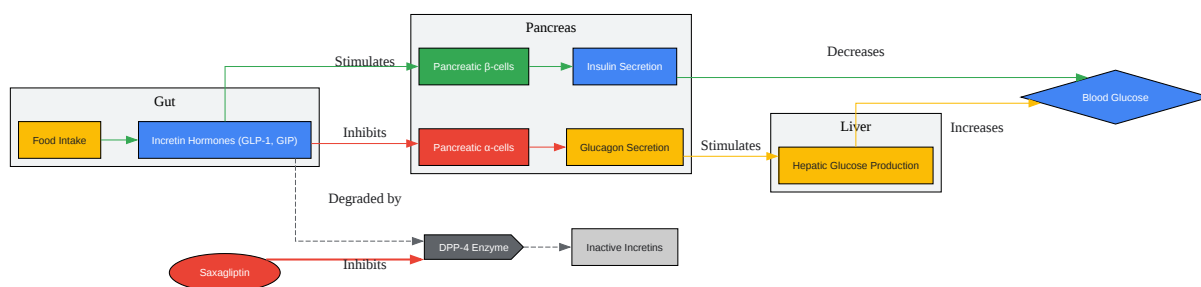 Pancreas
Stimulates
Pancreatic β-cells
Insulin Secretion
Decreases
Blood Glucose
Gut
Food Intake
Incretin Hormones (GLP-1, GIP)
Inhibits
Pancreatic α-cells
Glucagon Secretion
Stimulates
Liver
Hepatic Glucose Production
Increases
Degraded by
DPP-4 Enzyme
Inactive Incretins
Saxagliptin
Inhibits